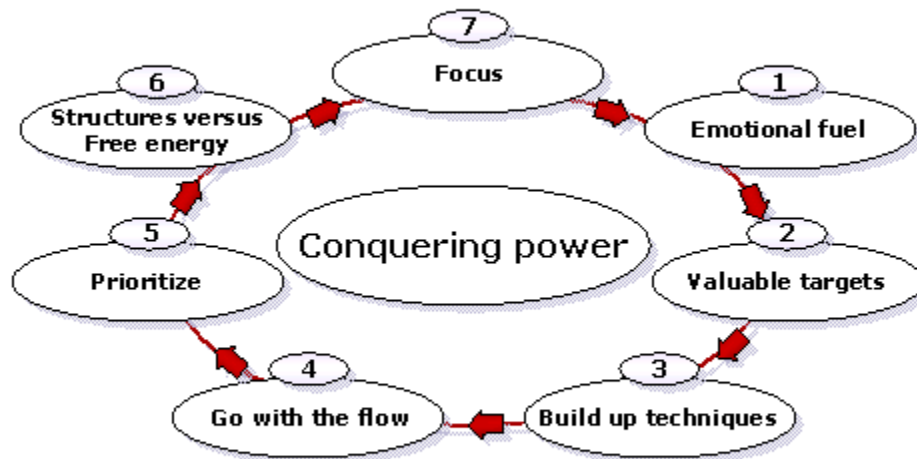 7
Focus
6
Structures versus
Free energy
1
Emotional fuel
5
Prioritize
Conquering power
2
Valuable targets
4
Go with the flow
3
Build up techniques